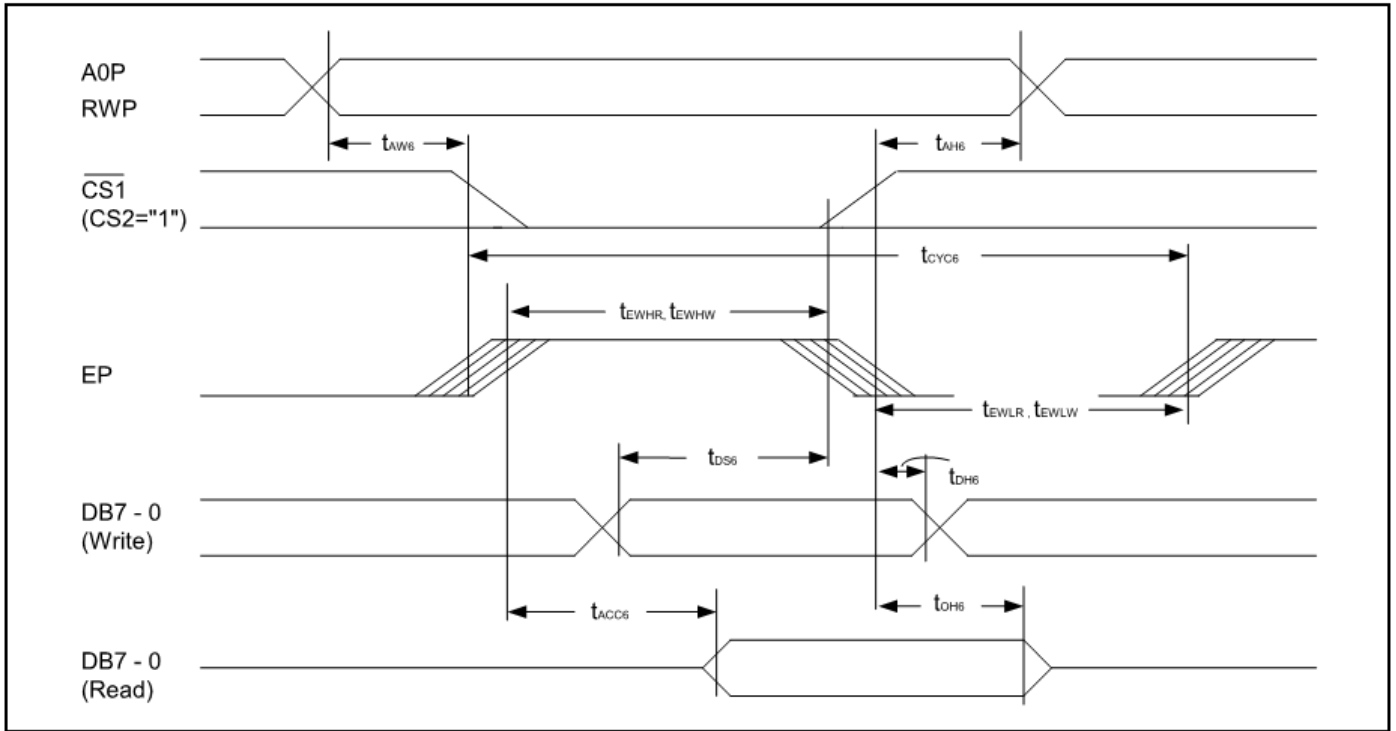 A0P
RWP
tAW6
tAH6
CS1
(CS2="1")
tCYC6
tEWHR, tEWHW
EP
tEWLR , tEWLW
tDS6
tDH6
DB7 - 0
(Write)
tACC6
tOH6
DB7 - 0
(Read)